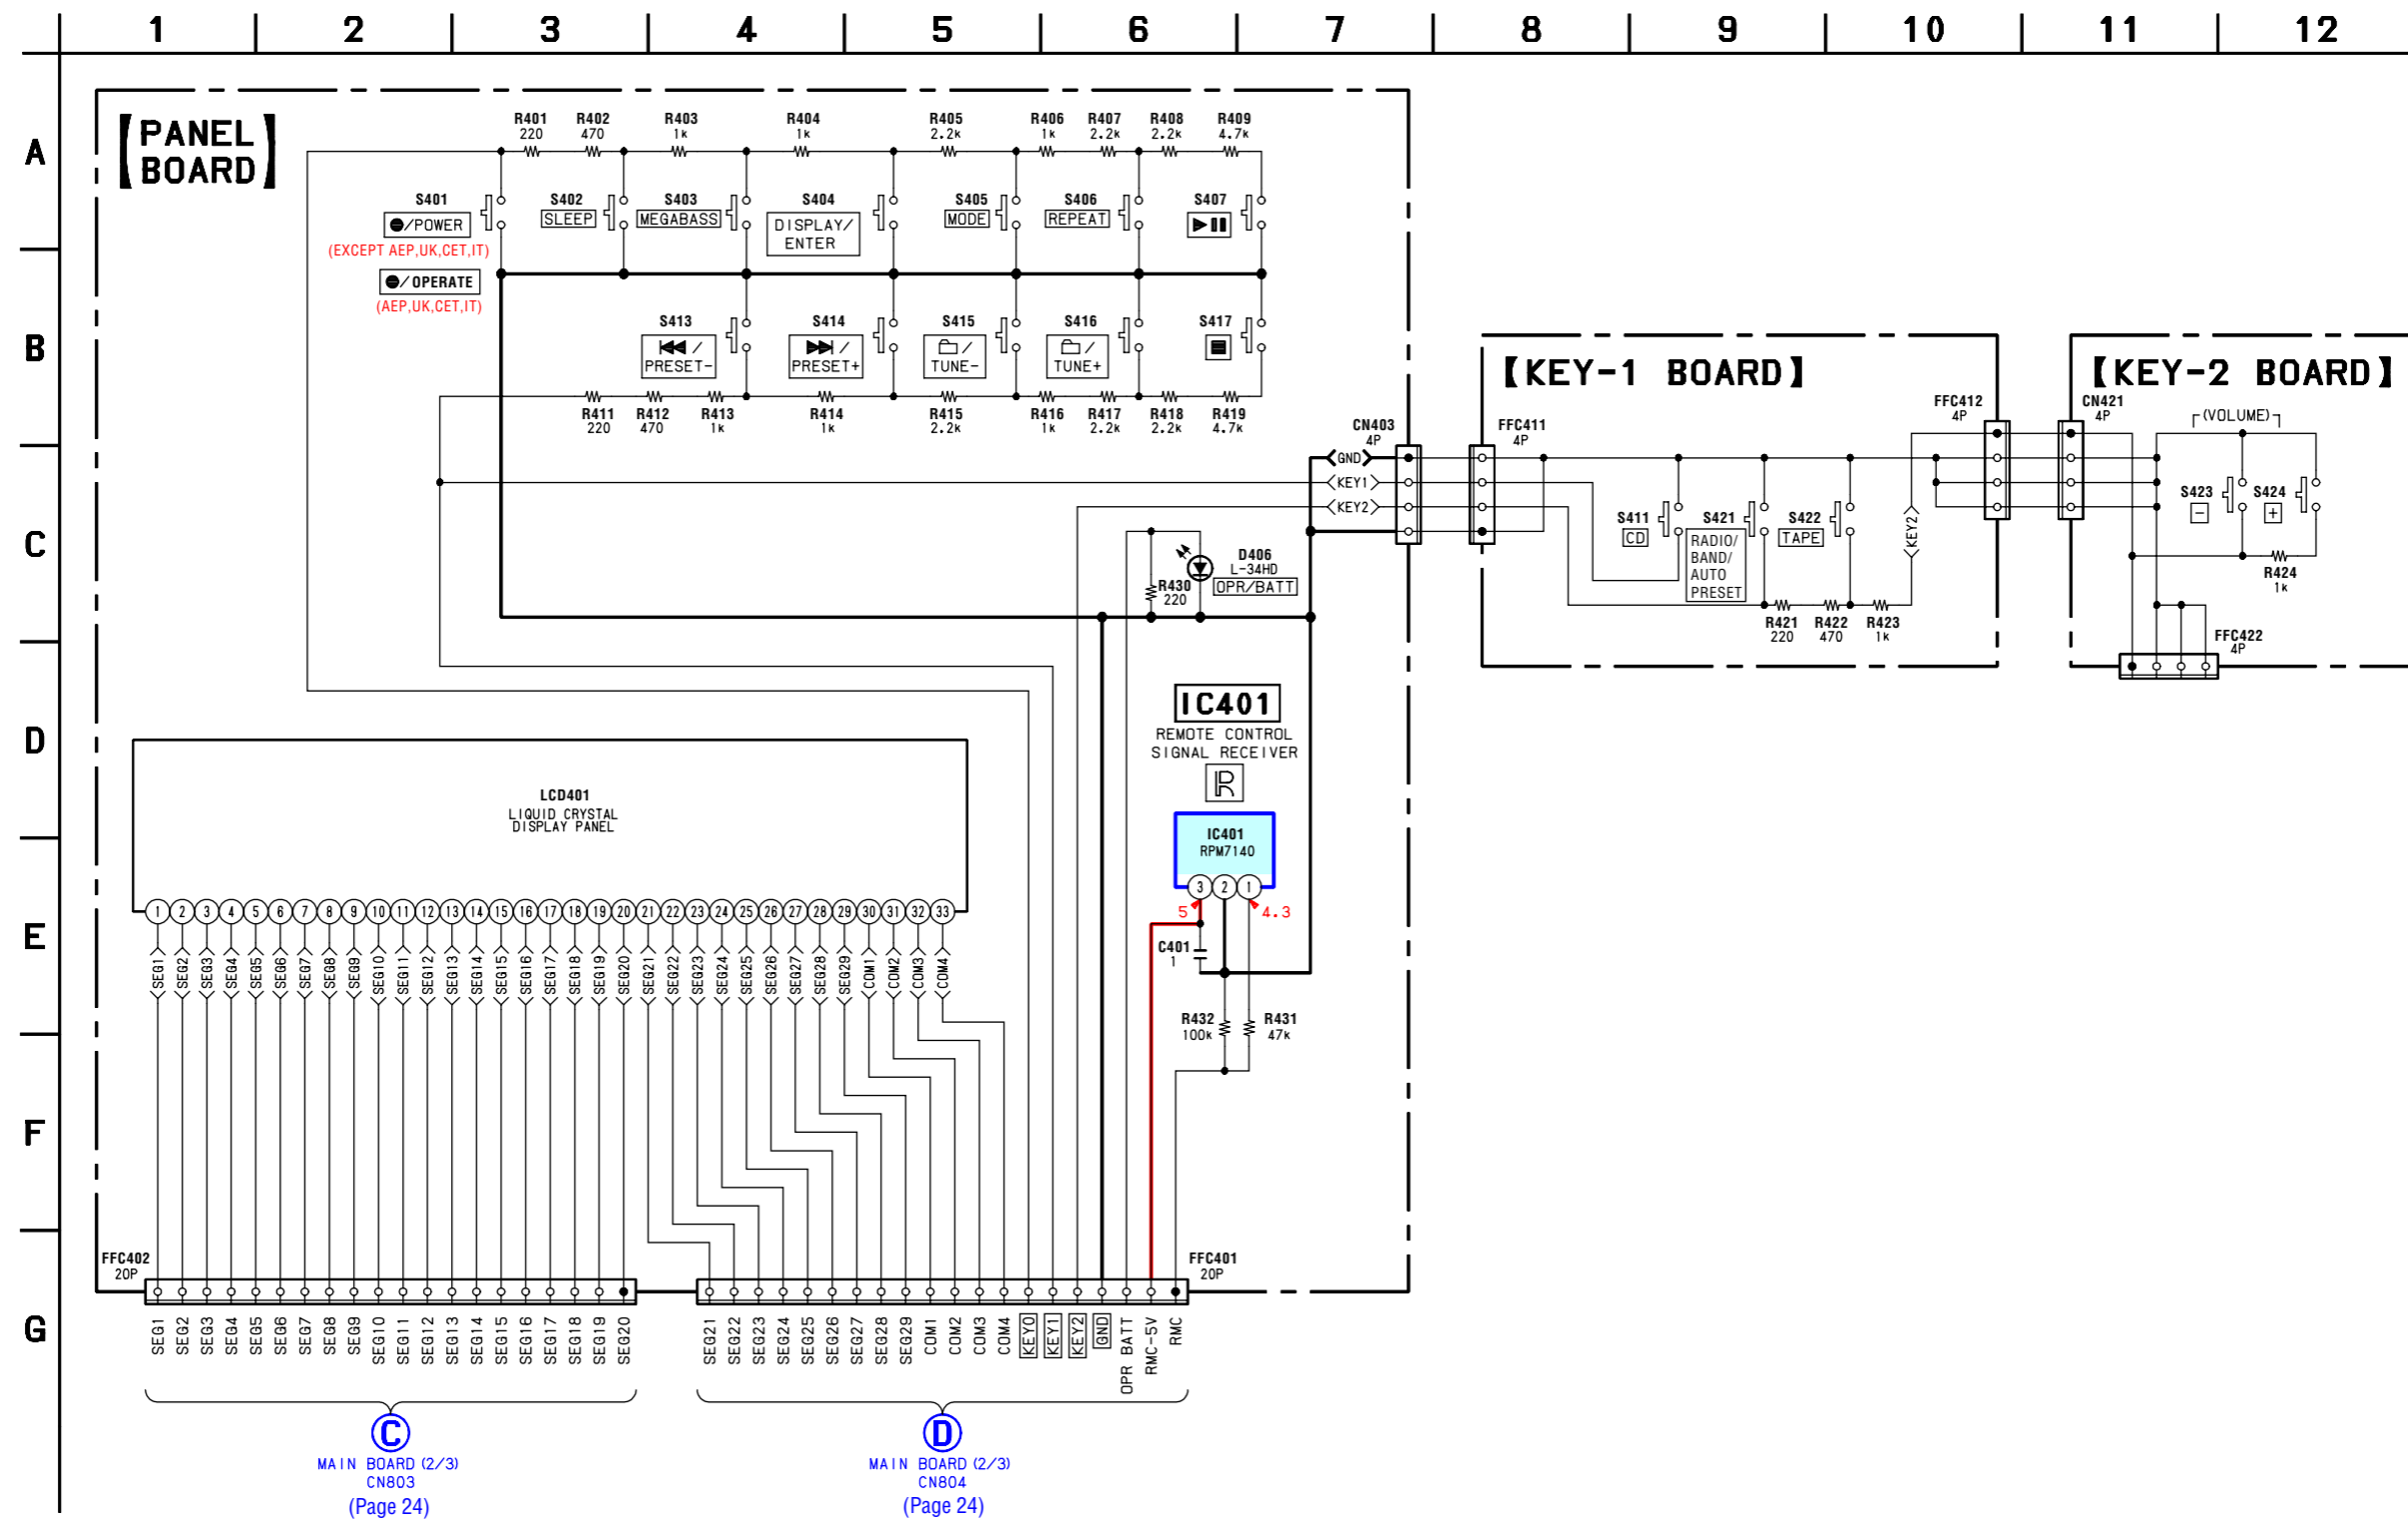 1 2 3 4 5 6 7 8 9 10 11 12
A
B
C
D
E
F
G
【PANEL BOARD】
R401 220
R402 470
R403 1k
R404 1k
R405 2.2k
R406 1k
R407 2.2k
R408 2.2k
R409 4.7k
S401
/POWER
(EXCEPT AEP,UK,CET,IT)
/OPERATE
(AEP,UK,CET,IT)
S402
SLEEP
S403
MEGABASS
S404
DISPLAY/
ENTER
S405
MODE
S406
REPEAT
S407
S413
/
PRESET-
S414
/
PRESET+
S415
/
TUNE-
S416
/
TUNE+
S417
R411 220
R412 470
R413 1k
R414 1k
R415 2.2k
R416 1k
R417 2.2k
R418 2.2k
R419 4.7k
CN403
4P
GND
KEY1
KEY2
D406
L-34HD
OPR/BATT
R430
220
【KEY-1 BOARD】
FFC411
4P
FFC412
4P
S411
CD
S421
RADIO/
BAND/
AUTO
PRESET
S422
TAPE
KEY2
R421 220
R422 470
R423 1k
【KEY-2 BOARD】
CN421
4P
(VOLUME)
S423
-
S424
+
R424
1k
FFC422
4P
IC401
REMOTE CONTROL
SIGNAL RECEIVER
R
IC401
RPM7140
3 2 1
5
4.3
C401
1
R432
100k
R431
47k
LCD401
LIQUID CRYSTAL
DISPLAY PANEL
1 2 3 4 5 6 7 8 9 10 11 12 13 14 15 16 17 18 19 20 21 22 23 24 25 26 27 28 29 30 31 32 33
SEG1 SEG2 SEG3 SEG4 SEG5 SEG6 SEG7 SEG8 SEG9 SEG10 SEG11 SEG12 SEG13 SEG14 SEG15 SEG16 SEG17 SEG18 SEG19 SEG20 SEG21 SEG22 SEG23 SEG24 SEG25 SEG26 SEG27 SEG28 SEG29 COM1 COM2 COM3 COM4
FFC402
20P
FFC401
20P
SEG1 SEG2 SEG3 SEG4 SEG5 SEG6 SEG7 SEG8 SEG9 SEG10 SEG11 SEG12 SEG13 SEG14 SEG15 SEG16 SEG17 SEG18 SEG19 SEG20
SEG21 SEG22 SEG23 SEG24 SEG25 SEG26 SEG27 SEG28 SEG29 COM1 COM2 COM3 COM4 KEY0 KEY1 KEY2 GND OPR BATT RMC-5V RMC
C
MAIN BOARD (2/3)
CN803
(Page 24)
D
MAIN BOARD (2/3)
CN804
(Page 24)